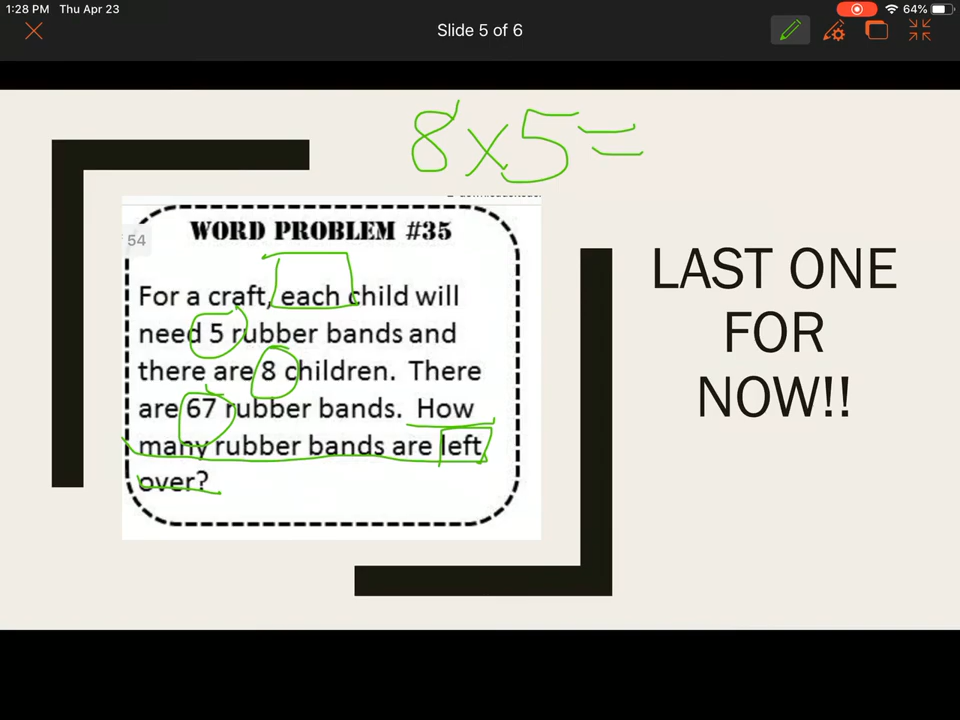 1:28 PM Thu Apr 23
64%
Slide 5 of 6
8x5=
WORD PROBLEM #35
54
For a craft, each child will
need 5 rubber bands and
there are 8 children. There
are 67 rubber bands. How
many rubber bands are left
over?
LAST ONE
FOR
NOW!!